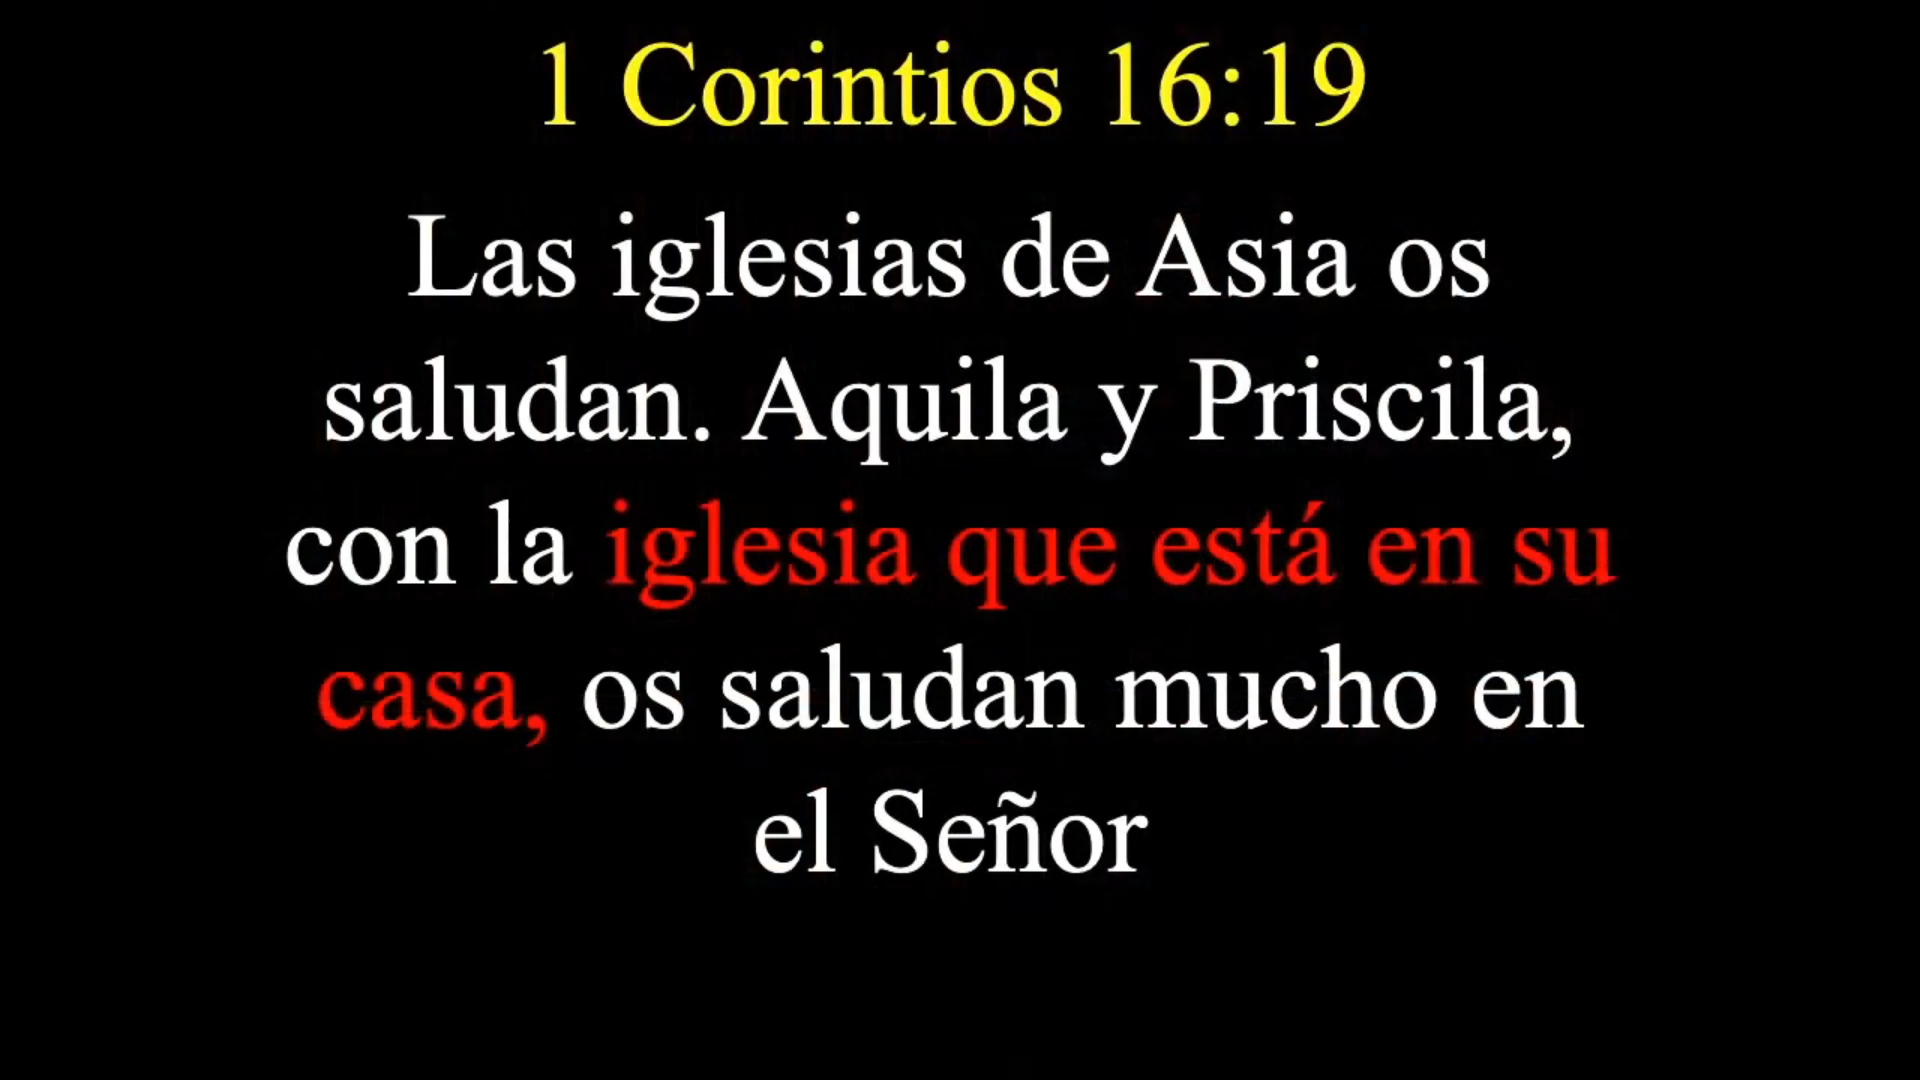 1 Corintios 16:19
Las iglesias de Asia os
saludan. Aquila y Priscila,
con la iglesia que está en su
casa, os saludan mucho en
el Señor